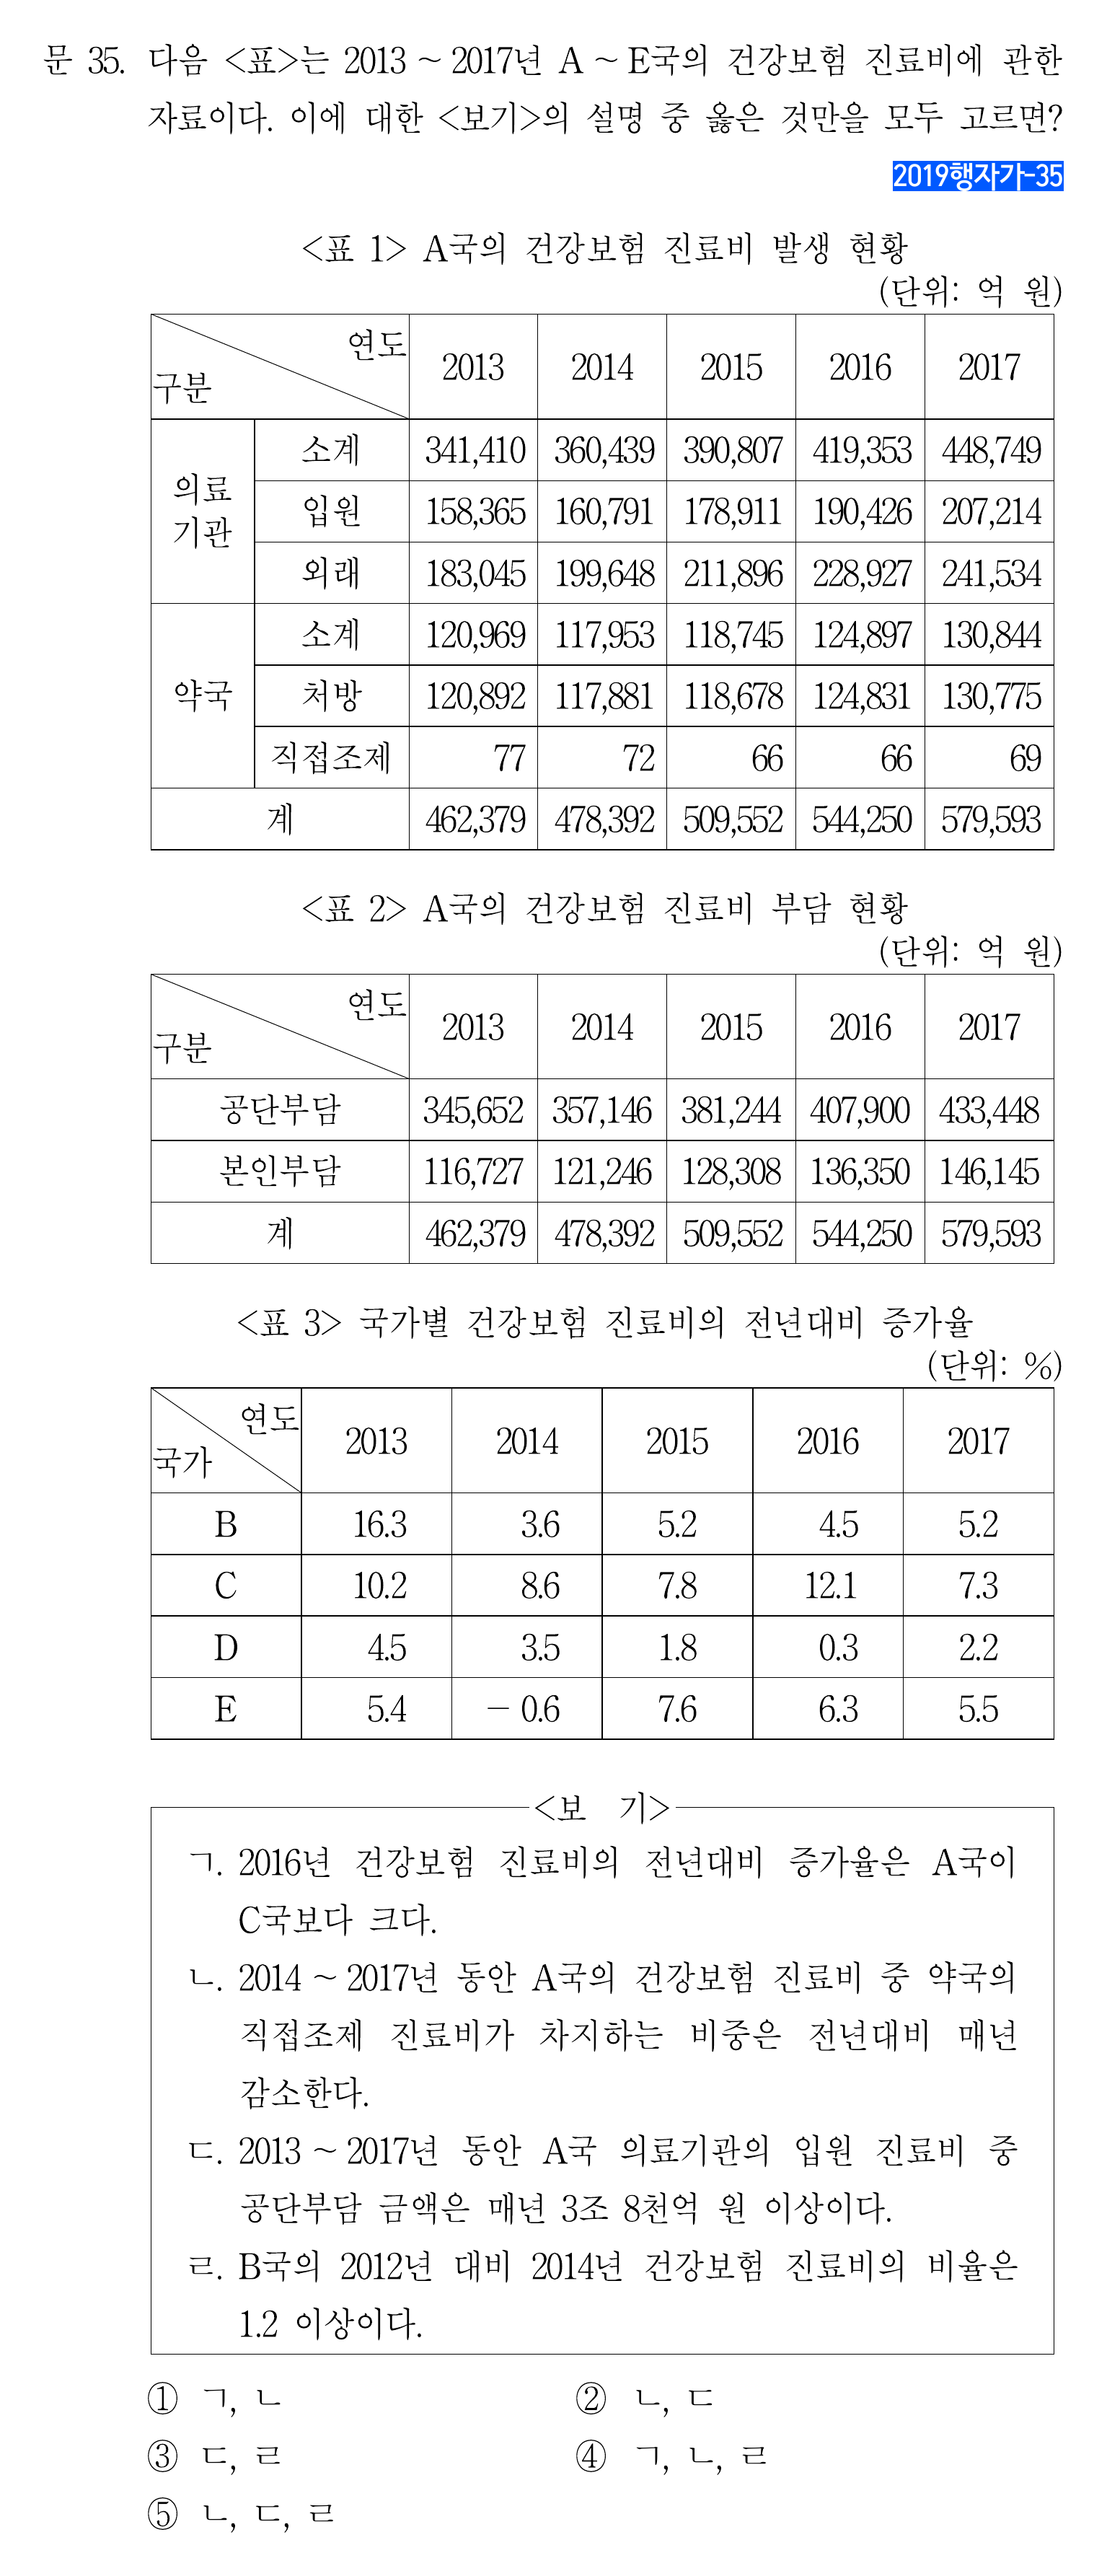 문 35. 다음 <표>는 2013 ~ 2017년 A ~ E국의 건강보험 진료비에 관한
자료이다. 이에 대한 <보기>의 설명 중 옳은 것만을 모두 고르면?
2019행자가-35
<표 1> A국의 건강보험 진료비 발생 현황
(단위: 억 원)
구분 연도 2013 2014 2015 2016 2017
의료기관 소계 341,410 360,439 390,807 419,353 448,749
입원 158,365 160,791 178,911 190,426 207,214
외래 183,045 199,648 211,896 228,927 241,534
약국 소계 120,969 117,953 118,745 124,897 130,844
처방 120,892 117,881 118,678 124,831 130,775
직접조제 77 72 66 66 69
계 462,379 478,392 509,552 544,250 579,593
<표 2> A국의 건강보험 진료비 부담 현황
(단위: 억 원)
구분 연도 2013 2014 2015 2016 2017
공단부담 345,652 357,146 381,244 407,900 433,448
본인부담 116,727 121,246 128,308 136,350 146,145
계 462,379 478,392 509,552 544,250 579,593
<표 3> 국가별 건강보험 진료비의 전년대비 증가율
(단위: %)
국가 연도 2013 2014 2015 2016 2017
B 16.3 3.6 5.2 4.5 5.2
C 10.2 8.6 7.8 12.1 7.3
D 4.5 3.5 1.8 0.3 2.2
E 5.4 − 0.6 7.6 6.3 5.5
<보 기>
ㄱ. 2016년 건강보험 진료비의 전년대비 증가율은 A국이
C국보다 크다.
ㄴ. 2014 ~ 2017년 동안 A국의 건강보험 진료비 중 약국의
직접조제 진료비가 차지하는 비중은 전년대비 매년
감소한다.
ㄷ. 2013 ~ 2017년 동안 A국 의료기관의 입원 진료비 중
공단부담 금액은 매년 3조 8천억 원 이상이다.
ㄹ. B국의 2012년 대비 2014년 건강보험 진료비의 비율은
1.2 이상이다.
① ㄱ, ㄴ ② ㄴ, ㄷ
③ ㄷ, ㄹ ④ ㄱ, ㄴ, ㄹ
⑤ ㄴ, ㄷ, ㄹ